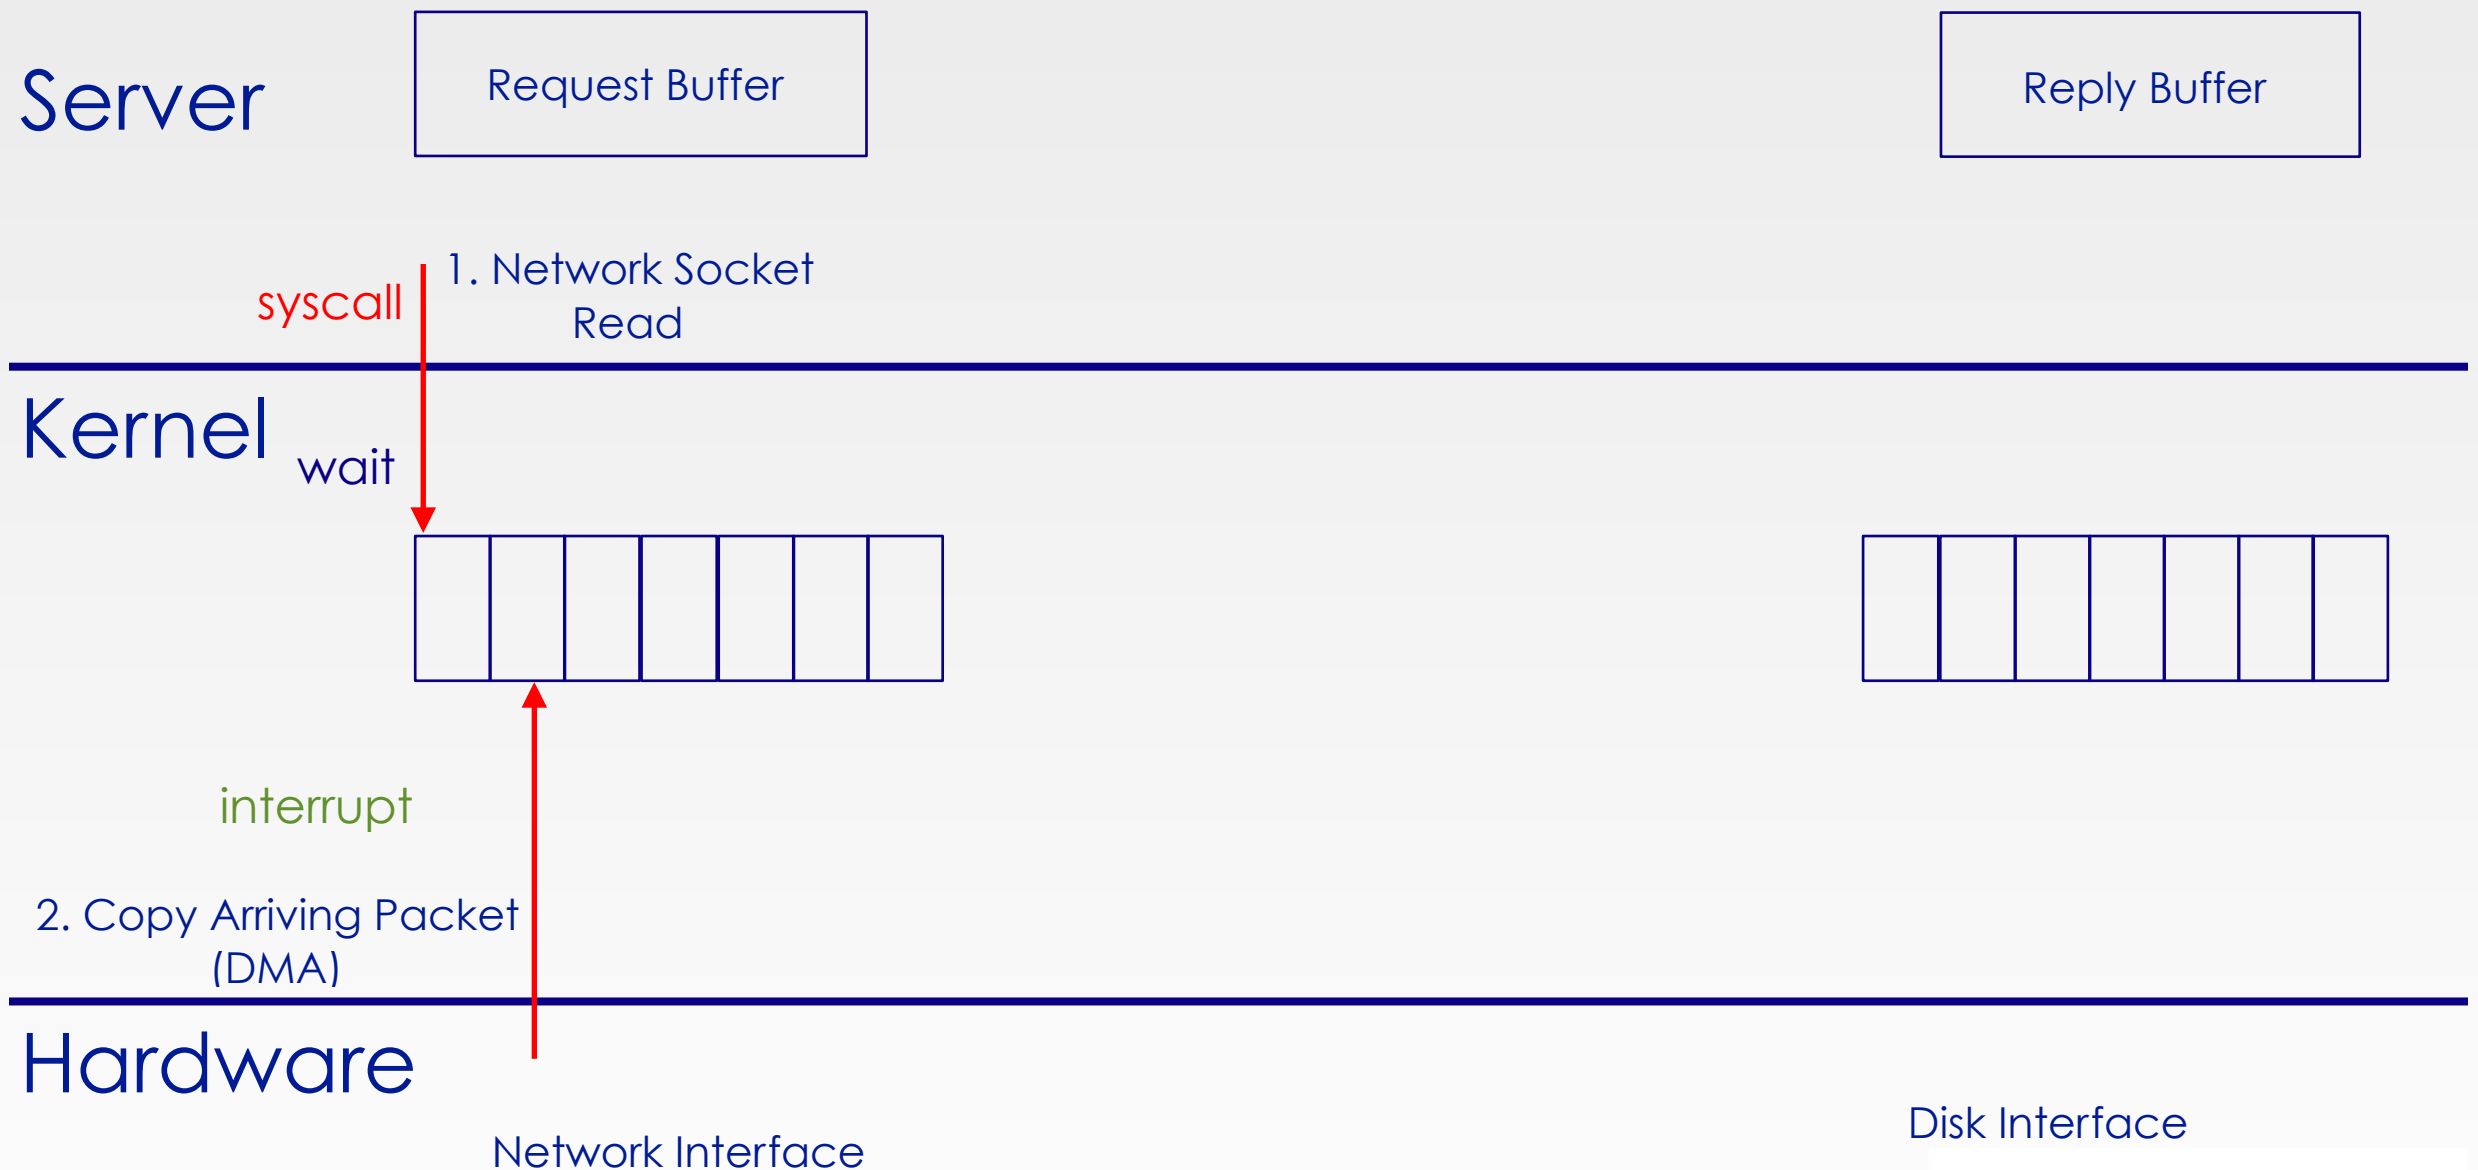 Server
Request Buffer
Reply Buffer
syscall
1. Network Socket
Read
Kernel
wait
interrupt
2. Copy Arriving Packet
(DMA)
Hardware
Network Interface
Disk Interface